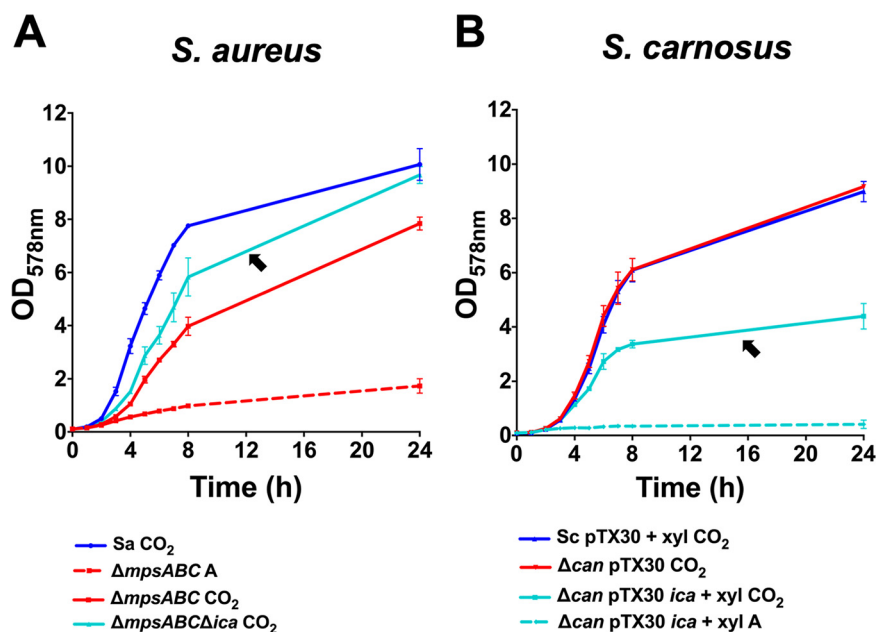 A
S. aureus
12
10
8
6
4
2
0
OD578nm
0 4 8 12 16 20 24
Time (h)
Sa CO2
ΔmpsABC A
ΔmpsABC CO2
ΔmpsABCΔica CO2
B
S. carnosus
12
10
8
6
4
2
0
OD578nm
0 4 8 12 16 20 24
Time (h)
Sc pTX30 + xyl CO2
Δcan pTX30 CO2
Δcan pTX30 ica + xyl CO2
Δcan pTX30 ica + xyl A